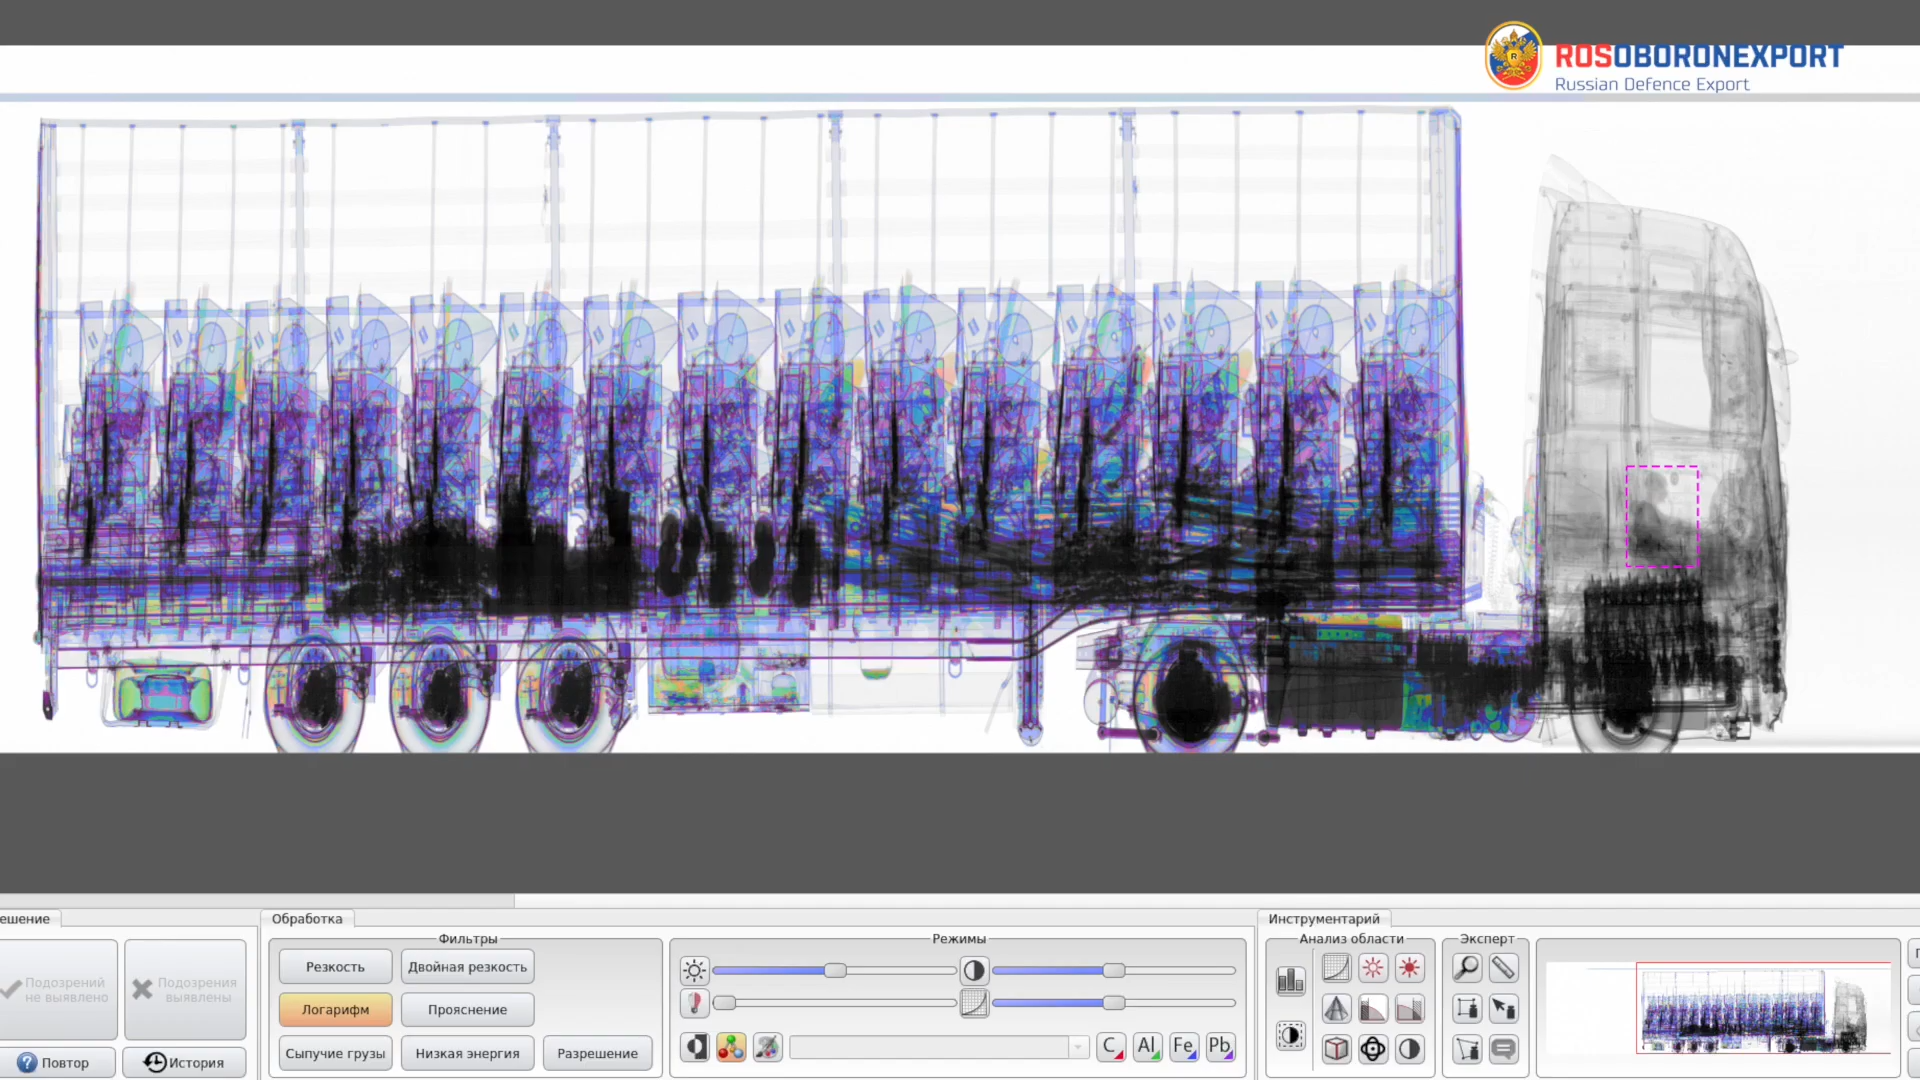 ROSOBORONEXPORT
Russian Defence Export
ешение
Подозрений
не выявлено
Подозрения
выявлены
Повтор
История
Обработка
Фильтры
Резкость
Двойная резкость
Логарифм
Прояснение
Сыпучие грузы
Низкая энергия
Разрешение
Режимы
C
Al
Fe
Pb
Инструментарий
Анализ области
Эксперт